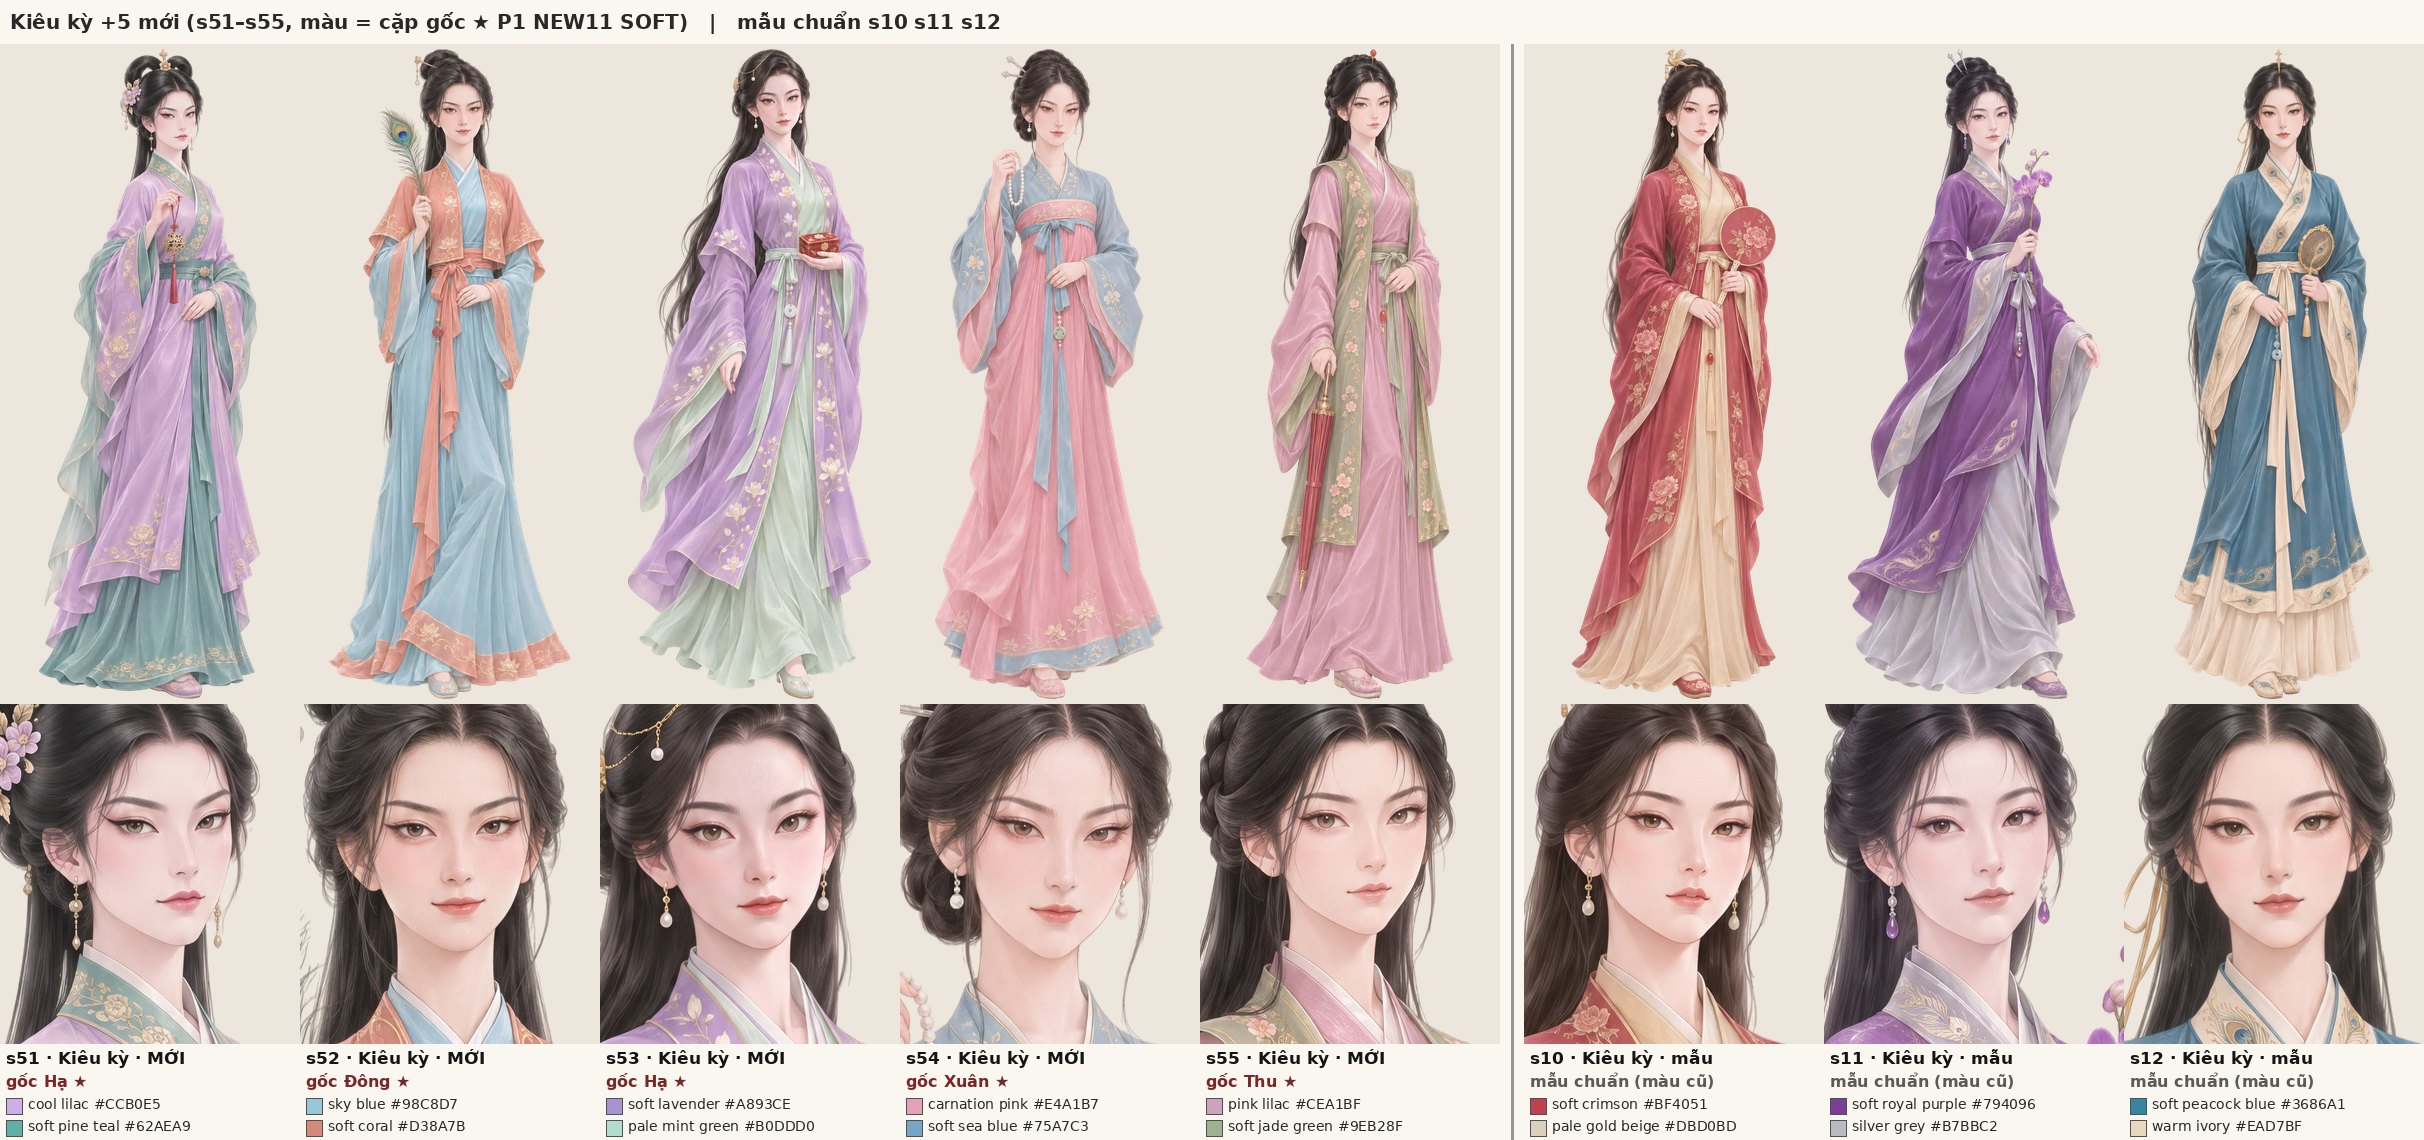 Kiêu kỳ +5 mới (s51–s55, màu = cặp gốc ★ P1 NEW11 SOFT) | mẫu chuẩn s10 s11 s12
s51 · Kiêu kỳ · MỚI
gốc Hạ ★
cool lilac #CCB0E5
soft pine teal #62AEA9
s52 · Kiêu kỳ · MỚI
gốc Đông ★
sky blue #98C8D7
soft coral #D38A7B
s53 · Kiêu kỳ · MỚI
gốc Hạ ★
soft lavender #A893CE
pale mint green #B0DDD0
s54 · Kiêu kỳ · MỚI
gốc Xuân ★
carnation pink #E4A1B7
soft sea blue #75A7C3
s55 · Kiêu kỳ · MỚI
gốc Thu ★
pink lilac #CEA1BF
soft jade green #9EB28F
s10 · Kiêu kỳ · mẫu
mẫu chuẩn (màu cũ)
soft crimson #BF4051
pale gold beige #DBD0BD
s11 · Kiêu kỳ · mẫu
mẫu chuẩn (màu cũ)
soft royal purple #794096
silver grey #B7BBC2
s12 · Kiêu kỳ · mẫu
mẫu chuẩn (màu cũ)
soft peacock blue #3686A1
warm ivory #EAD7BF